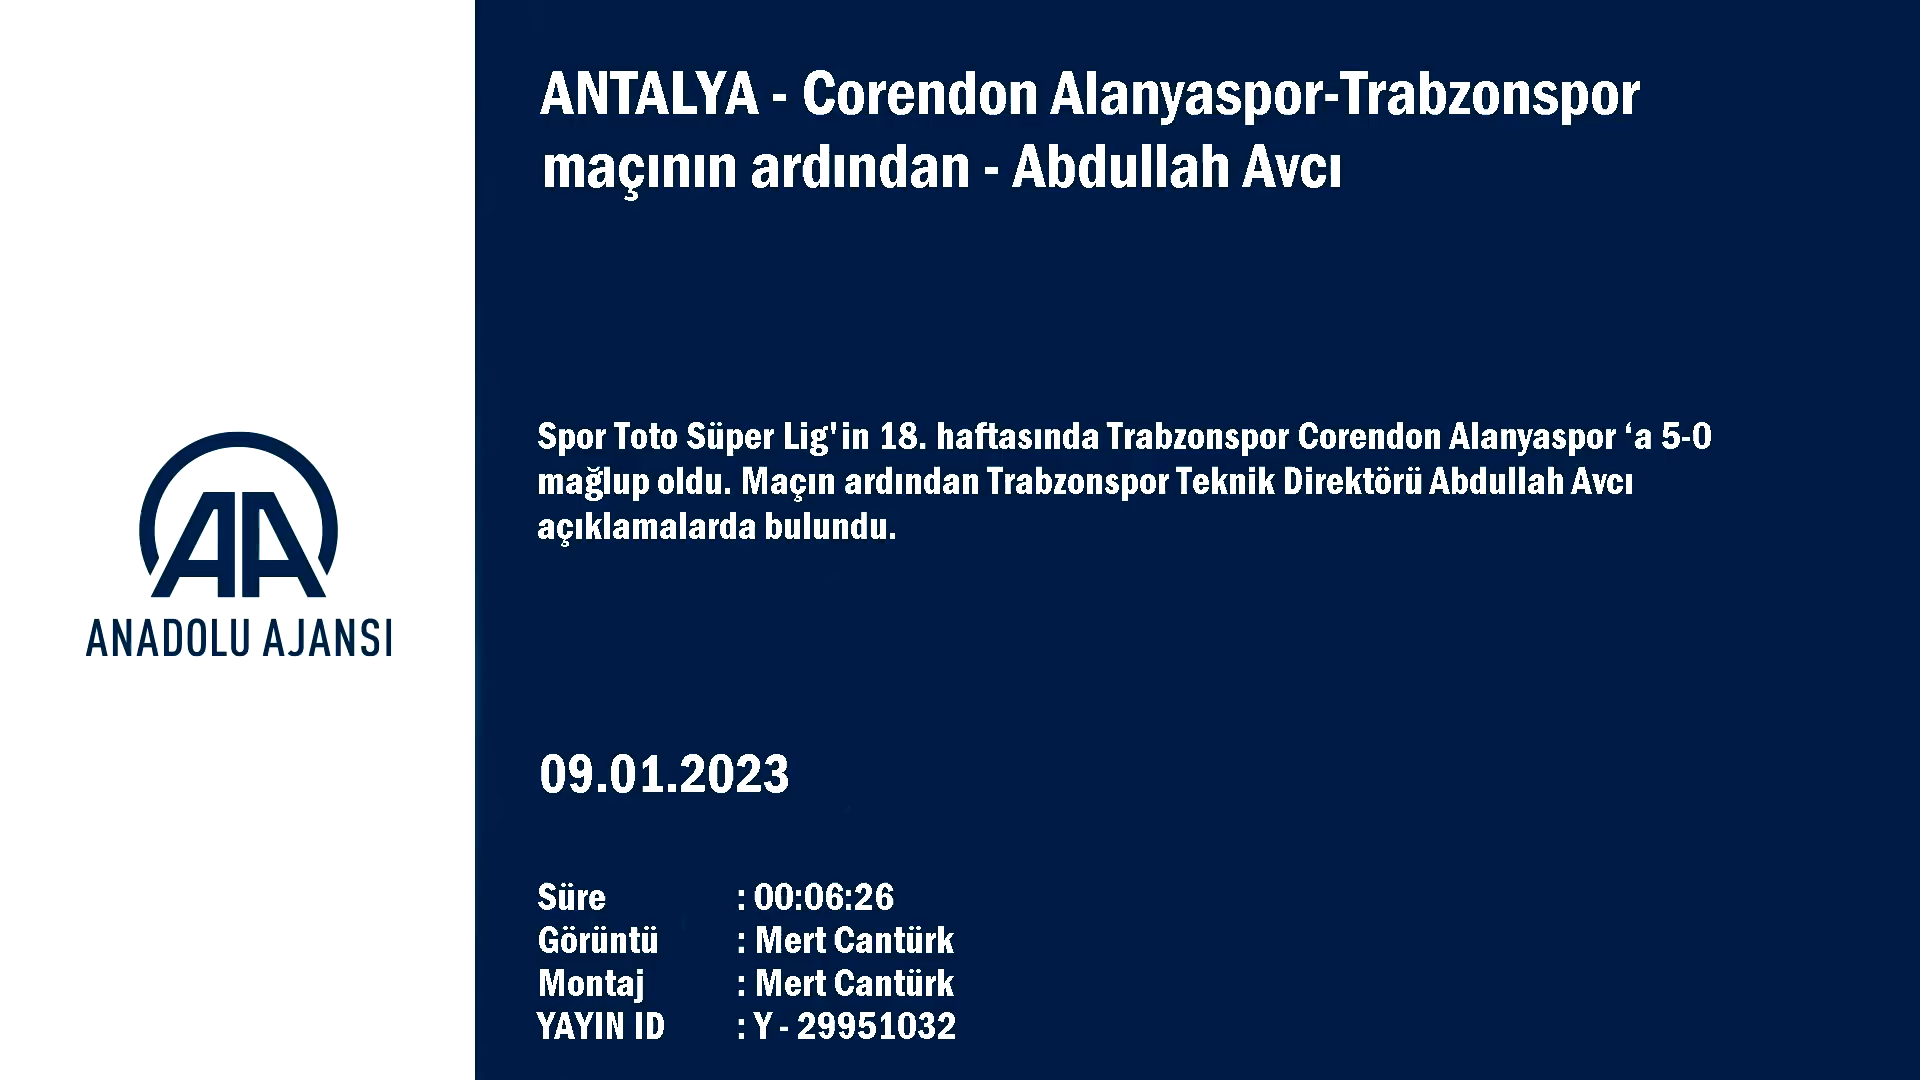 ANTALYA - Corendon Alanyaspor-Trabzonspor
maçının ardından - Abdullah Avcı
Spor Toto Süper Lig'in 18. haftasında Trabzonspor Corendon Alanyaspor ‘a 5-0
mağlup oldu. Maçın ardından Trabzonspor Teknik Direktörü Abdullah Avcı
açıklamalarda bulundu.
AA
ANADOLU AJANSI
09.01.2023
Süre : 00:06:26
Görüntü : Mert Cantürk
Montaj : Mert Cantürk
YAYIN ID : Y - 29951032